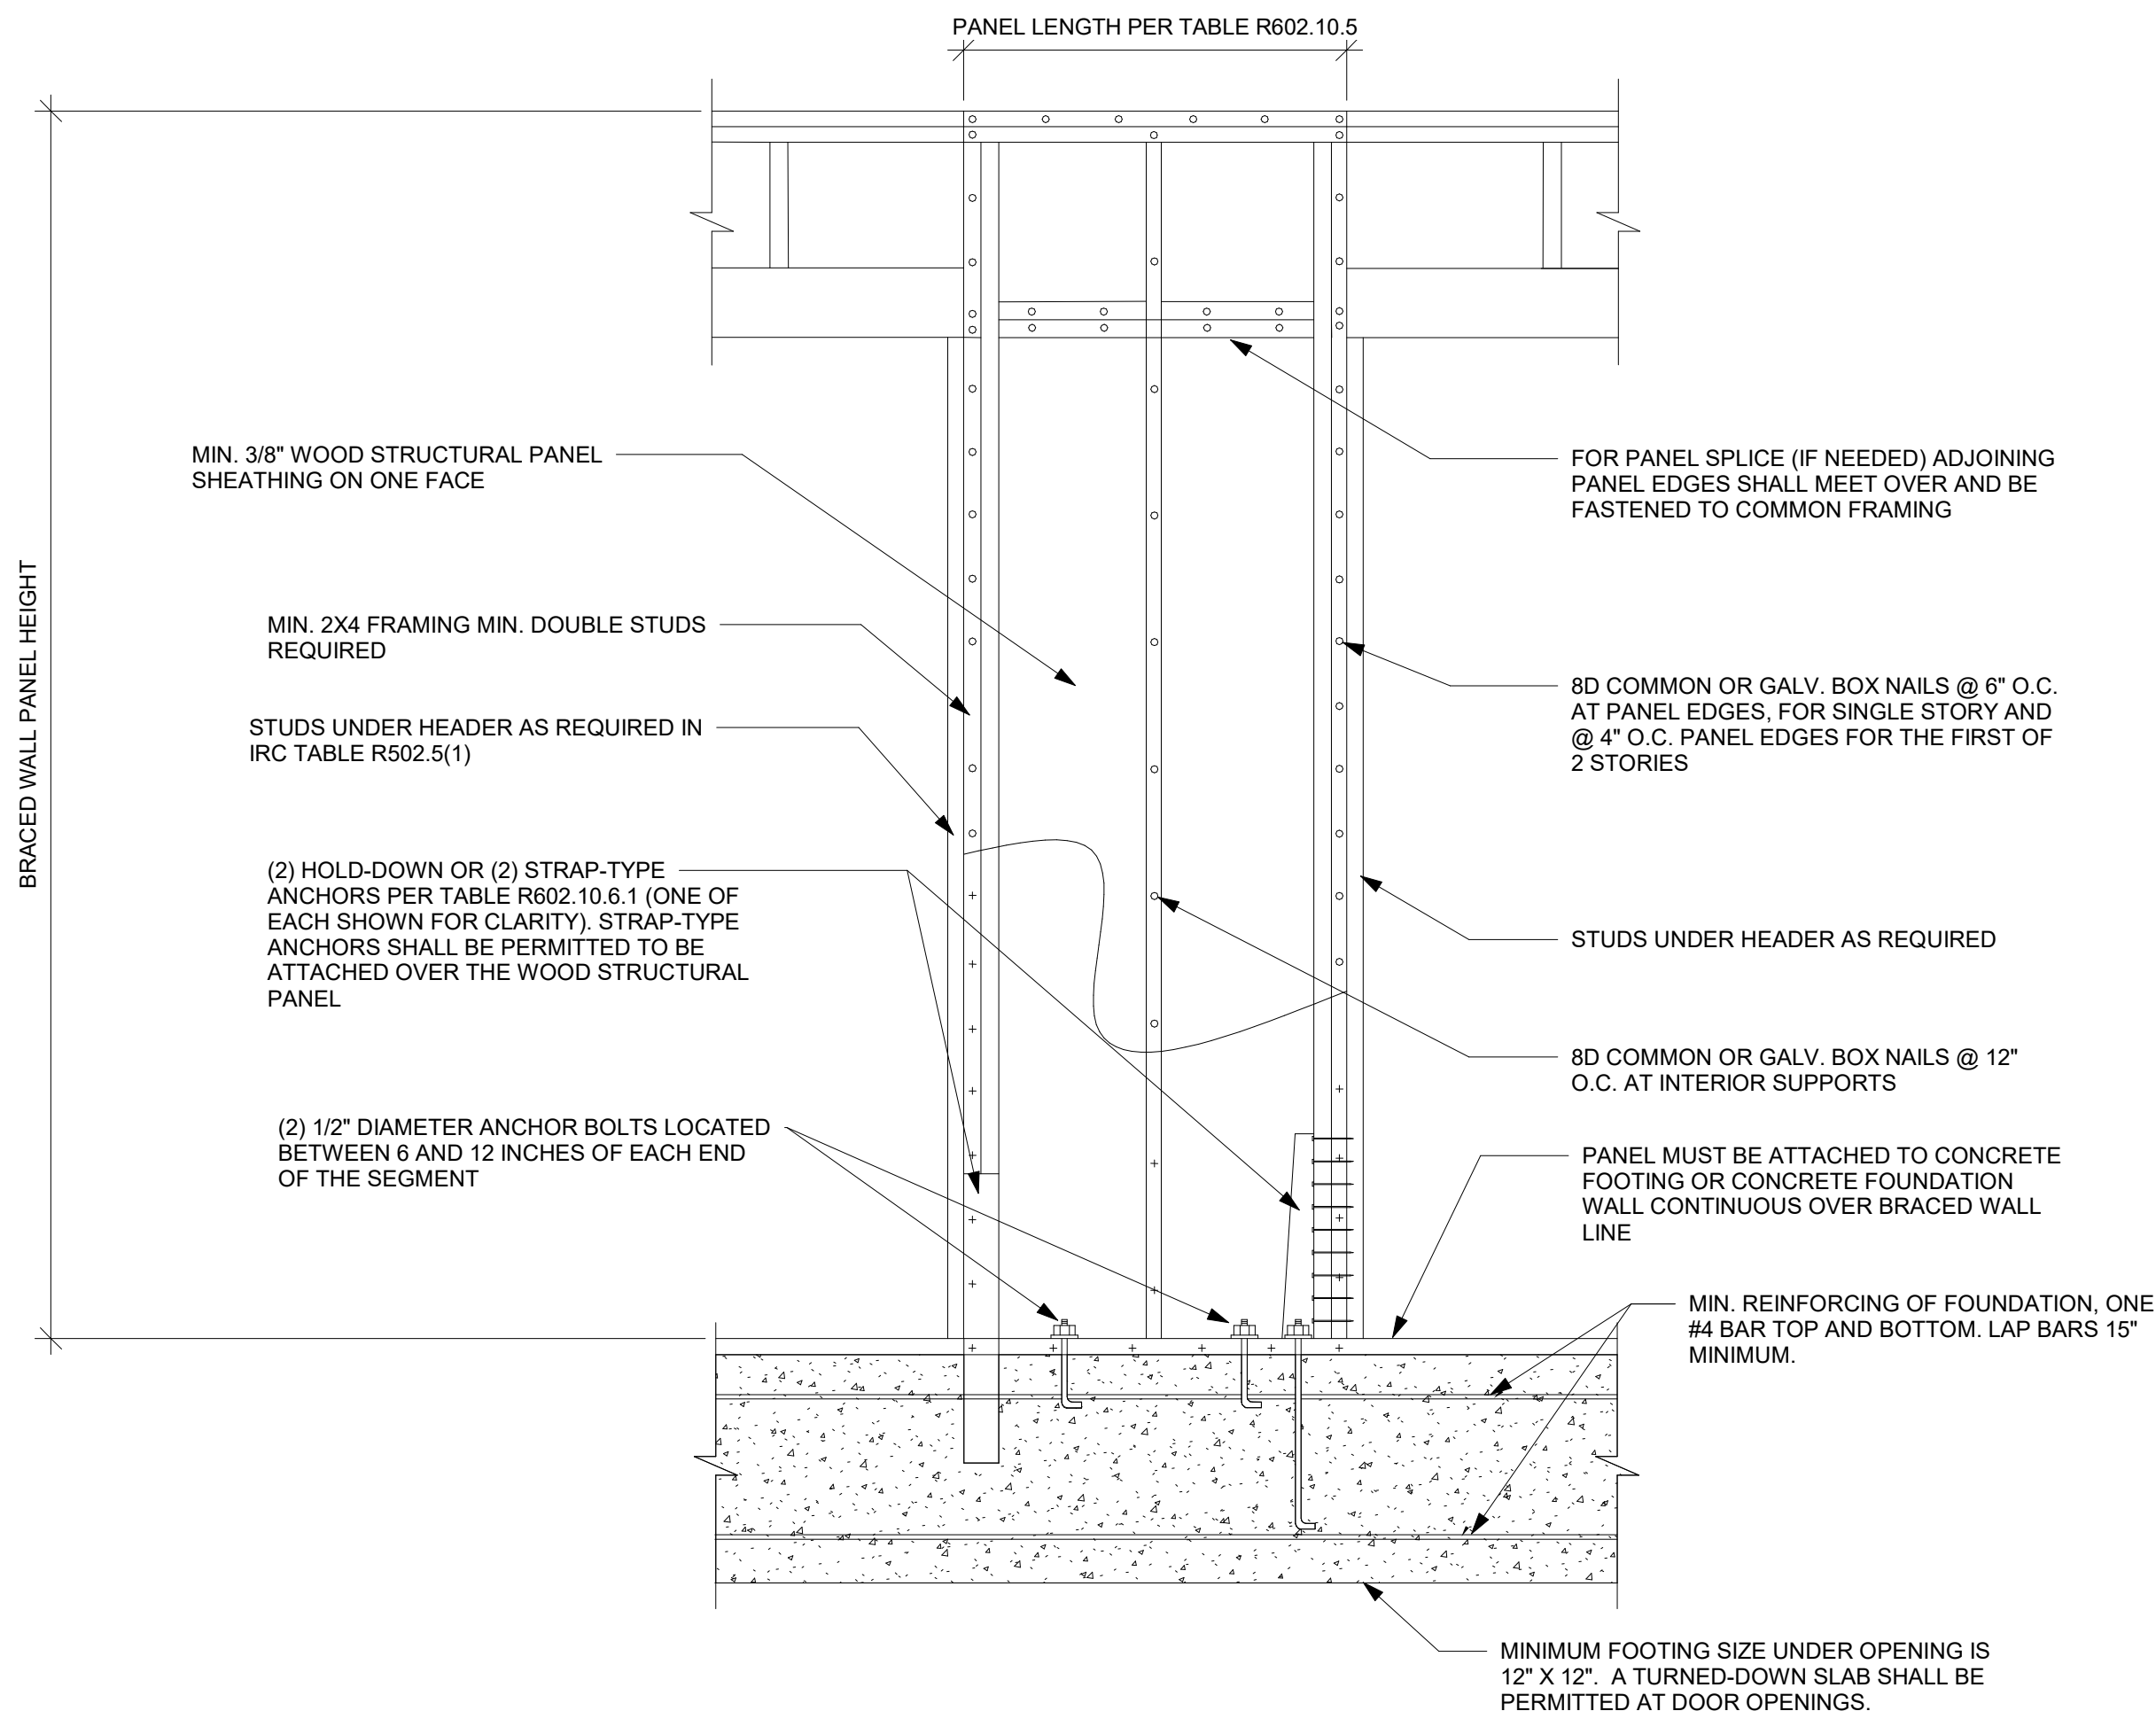 PANEL LENGTH PER TABLE R602.10.5
BRACED WALL PANEL HEIGHT
MIN. 3/8" WOOD STRUCTURAL PANEL
SHEATHING ON ONE FACE
MIN. 2X4 FRAMING MIN. DOUBLE STUDS
REQUIRED
STUDS UNDER HEADER AS REQUIRED IN
IRC TABLE R502.5(1)
(2) HOLD-DOWN OR (2) STRAP-TYPE
ANCHORS PER TABLE R602.10.6.1 (ONE OF
EACH SHOWN FOR CLARITY). STRAP-TYPE
ANCHORS SHALL BE PERMITTED TO BE
ATTACHED OVER THE WOOD STRUCTURAL
PANEL
(2) 1/2" DIAMETER ANCHOR BOLTS LOCATED
BETWEEN 6 AND 12 INCHES OF EACH END
OF THE SEGMENT
FOR PANEL SPLICE (IF NEEDED) ADJOINING
PANEL EDGES SHALL MEET OVER AND BE
FASTENED TO COMMON FRAMING
8D COMMON OR GALV. BOX NAILS @ 6" O.C.
AT PANEL EDGES, FOR SINGLE STORY AND
@ 4" O.C. PANEL EDGES FOR THE FIRST OF
2 STORIES
STUDS UNDER HEADER AS REQUIRED
8D COMMON OR GALV. BOX NAILS @ 12"
O.C. AT INTERIOR SUPPORTS
PANEL MUST BE ATTACHED TO CONCRETE
FOOTING OR CONCRETE FOUNDATION
WALL CONTINUOUS OVER BRACED WALL
LINE
MIN. REINFORCING OF FOUNDATION, ONE
#4 BAR TOP AND BOTTOM. LAP BARS 15"
MINIMUM.
MINIMUM FOOTING SIZE UNDER OPENING IS
12" X 12". A TURNED-DOWN SLAB SHALL BE
PERMITTED AT DOOR OPENINGS.